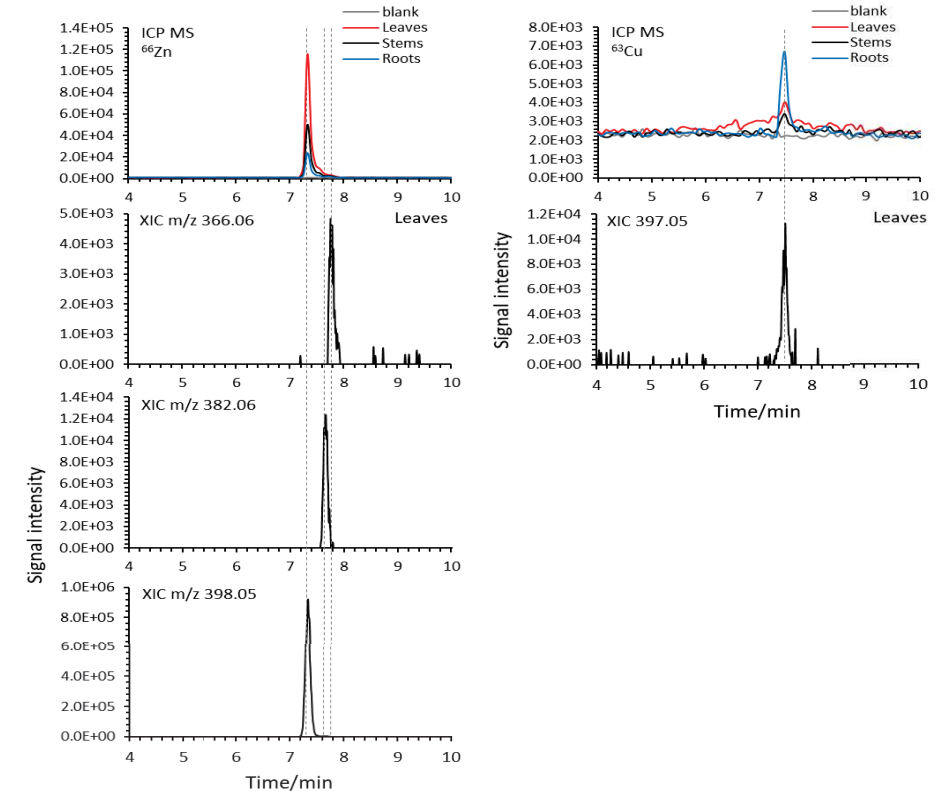 ICP MS
⁶⁶Zn
blank
Leaves
Stems
Roots
1.4E+05
1.2E+05
1.0E+05
8.0E+04
6.0E+04
4.0E+04
2.0E+04
0.0E+00
4 5 6 7 8 9 10
XIC m/z 366.06
Leaves
5.0E+03
4.0E+03
3.0E+03
2.0E+03
1.0E+03
0.0E+00
4 5 6 7 8 9 10
XIC m/z 382.06
1.4E+04
1.2E+04
1.0E+04
8.0E+03
6.0E+03
4.0E+03
2.0E+03
0.0E+00
4 5 6 7 8 9 10
Signal intensity
XIC m/z 398.05
1.0E+06
8.0E+05
6.0E+05
4.0E+05
2.0E+05
0.0E+00
4 5 6 7 8 9 10
Time/min
ICP MS
⁶³Cu
blank
Leaves
Stems
Roots
8.0E+03
7.0E+03
6.0E+03
5.0E+03
4.0E+03
3.0E+03
2.0E+03
1.0E+03
0.0E+00
4 5 6 7 8 9 10
XIC 397.05
Leaves
1.2E+04
1.0E+04
8.0E+03
6.0E+03
4.0E+03
2.0E+03
0.0E+00
4 5 6 7 8 9 10
Signal intensity
Time/min